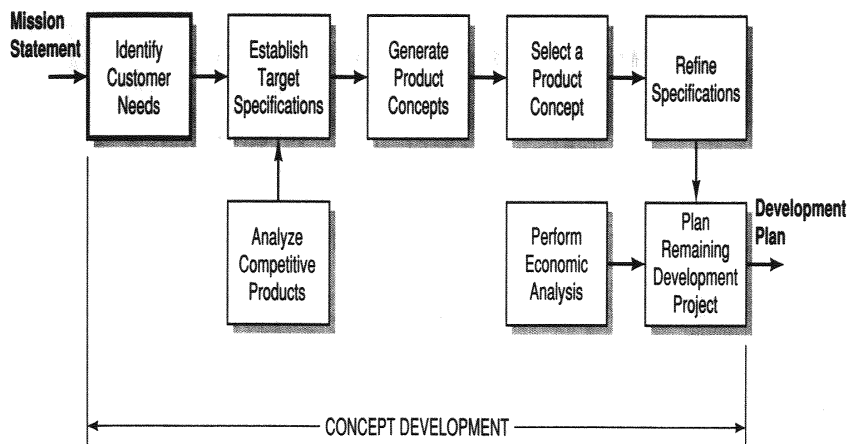 Mission
Statement
Identify
Customer
Needs
Establish
Target
Specifications
Generate
Product
Concepts
Select a
Product
Concept
Refine
Specifications
Analyze
Competitive
Products
Perform
Economic
Analysis
Plan
Remaining
Development
Project
Development
Plan
CONCEPT DEVELOPMENT